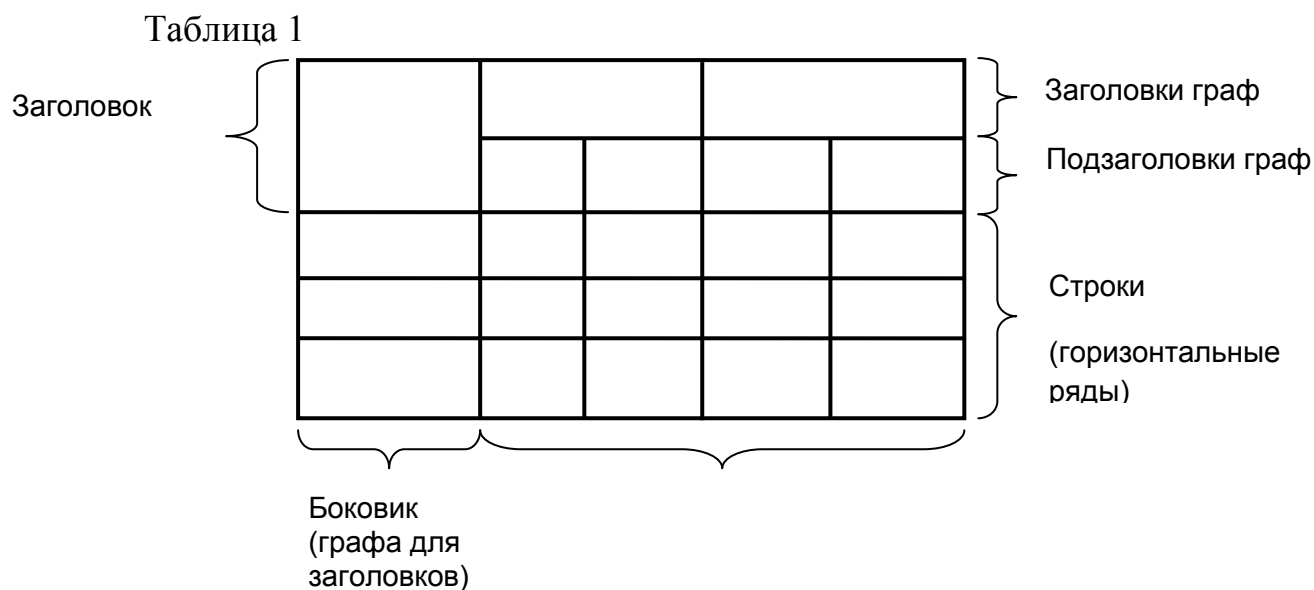 Таблица 1
Заголовок
Заголовки граф
Подзаголовки граф
Строки
(горизонтальные
ряды)
Боковик
(графа для
заголовков)